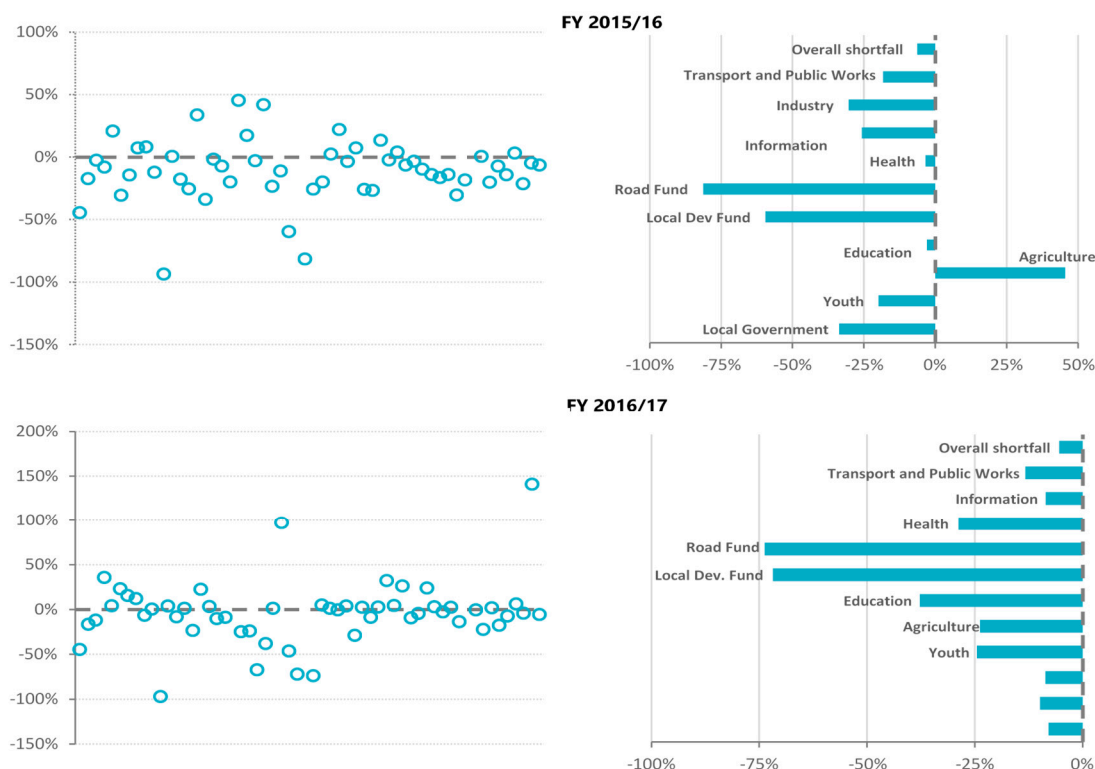 FY 2015/16
100%
50%
0%
-50%
-100%
-150%
Overall shortfall
Transport and Public Works
Industry
Information
Health
Road Fund
Local Dev Fund
Education
Agriculture
Youth
Local Government
-100%
-75%
-50%
-25%
0%
25%
50%
FY 2016/17
200%
150%
100%
50%
0%
-50%
-100%
-150%
Overall shortfall
Transport and Public Works
Information
Health
Road Fund
Local Dev. Fund
Education
Agriculture
Youth
-100%
-75%
-50%
-25%
0%